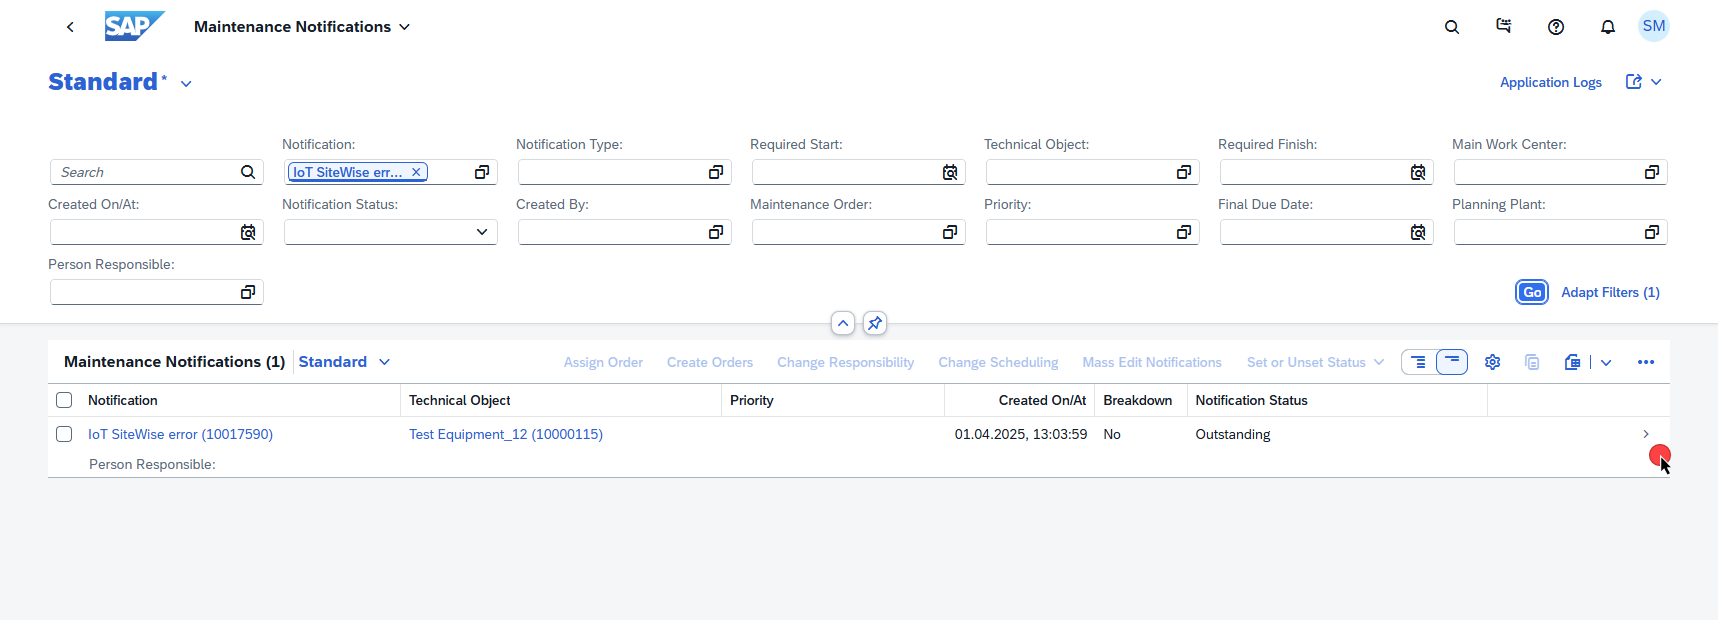 SAP Maintenance Notifications SM
Standard* Application Logs
Notification: Notification Type: Required Start: Technical Object: Required Finish: Main Work Center:
Search IoT SiteWise err...
Created On/At: Notification Status: Created By: Maintenance Order: Priority: Final Due Date: Planning Plant:
Person Responsible:
Go Adapt Filters (1)
Maintenance Notifications (1) Standard Assign Order Create Orders Change Responsibility Change Scheduling Mass Edit Notifications Set or Unset Status
Notification Technical Object Priority Created On/At Breakdown Notification Status
IoT SiteWise error (10017590) Test Equipment_12 (10000115) 01.04.2025, 13:03:59 No Outstanding
Person Responsible: